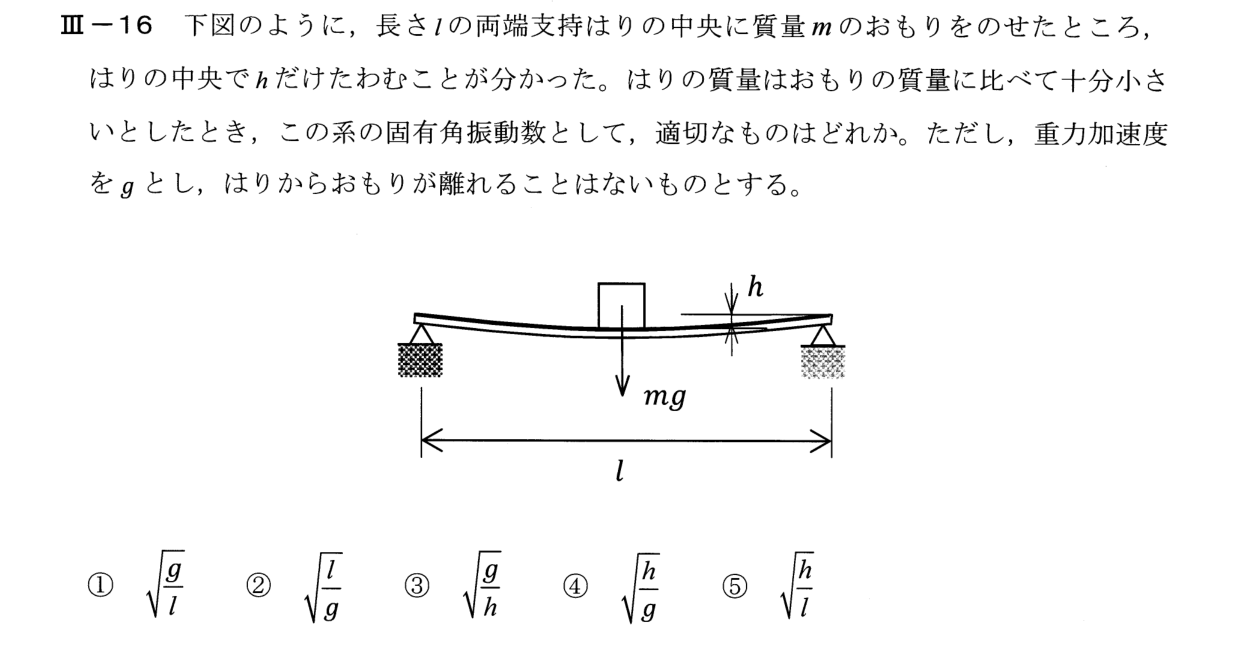 Ⅲ－16　下図のように，長さlの両端支持はりの中央に質量mのおもりをのせたところ，
はりの中央でhだけたわむことが分かった。はりの質量はおもりの質量に比べて十分小さ
いとしたとき，この系の固有角振動数として，適切なものはどれか。ただし，重力加速度
をgとし，はりからおもりが離れることはないものとする。
h
mg
l
① √(g/l)　② √(l/g)　③ √(g/h)　④ √(h/g)　⑤ √(h/l)